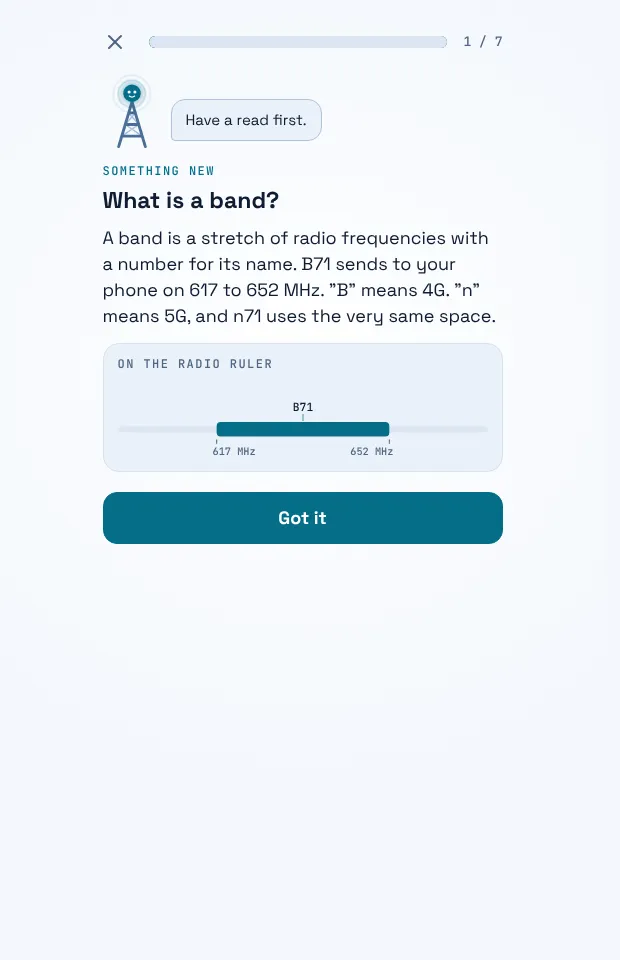 1 / 7
Have a read first.
SOMETHING NEW
What is a band?
A band is a stretch of radio frequencies with
a number for its name. B71 sends to your
phone on 617 to 652 MHz. ”B” means 4G. ”n”
means 5G, and n71 uses the very same space.
ON THE RADIO RULER
B71
617 MHz
652 MHz
Got it